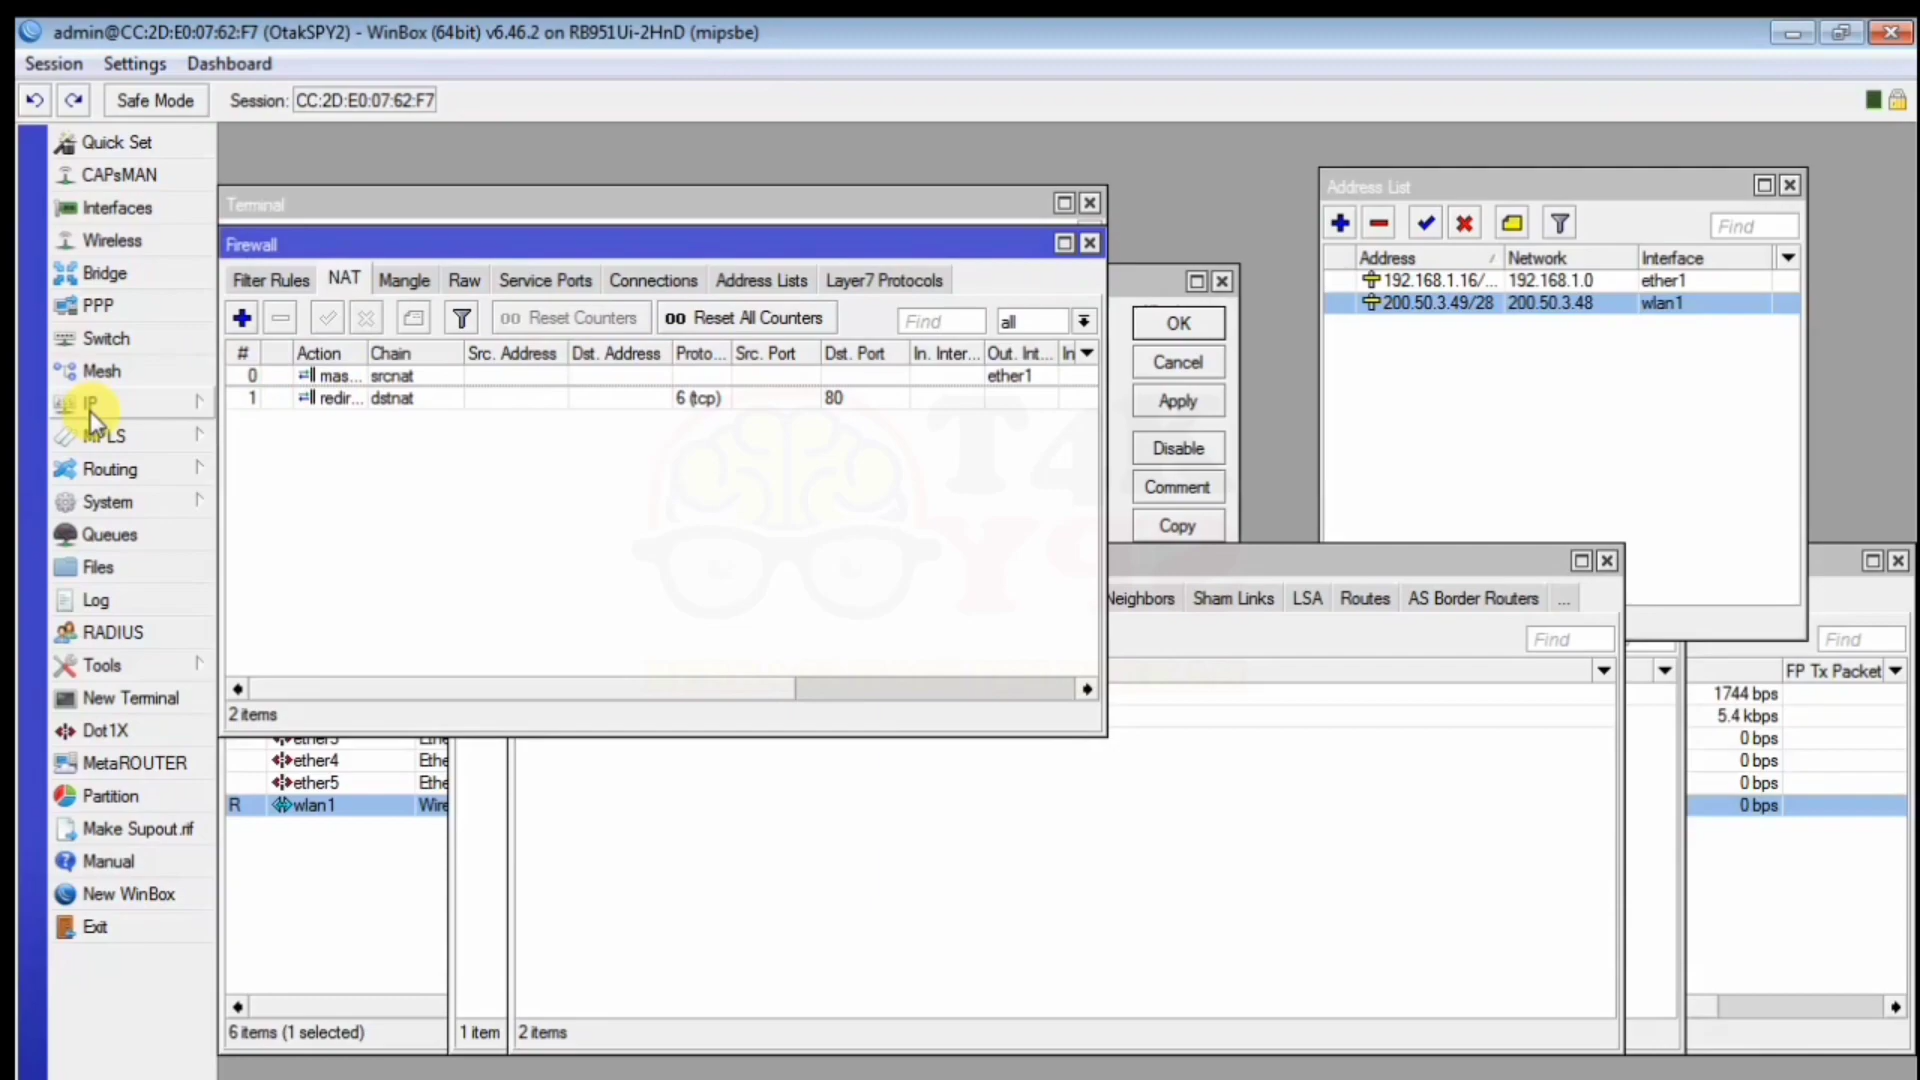 admin@CC:2D:E0:07:62:F7 (OtakSPY2) - WinBox (64bit) v6.46.2 on RB951Ui-2HnD (mipsbe)
Session Settings Dashboard
Safe Mode Session: CC:2D:E0:07:62:F7
Quick Set
CAPsMAN
Interfaces
Wireless
Bridge
PPP
Switch
Mesh
IP
MPLS
Routing
System
Queues
Files
Log
RADIUS
Tools
New Terminal
Dot1X
MetaROUTER
Partition
Make Supout.rif
Manual
New WinBox
Exit
Terminal
Firewall
Filter Rules NAT Mangle Raw Service Ports Connections Address Lists Layer7 Protocols
00 Reset Counters 00 Reset All Counters Find all
# Action Chain Src. Address Dst. Address Proto... Src. Port Dst. Port In. Inter... Out. Int... In
0 mas... srcnat ether1
1 redir... dstnat 6 (tcp) 80
2 items
OK
Cancel
Apply
Disable
Comment
Copy
Address List
Find
Address Network Interface
192.168.1.16/... 192.168.1.0 ether1
200.50.3.49/28 200.50.3.48 wlan1
Neighbors Sham Links LSA Routes AS Border Routers ...
Find
Find
FP Tx Packet
1744 bps
5.4 kbps
0 bps
0 bps
0 bps
0 bps
ether3 Ethe
ether4 Ethe
ether5 Ethe
R wlan1 Wire
6 items (1 selected)
1 item
2 items